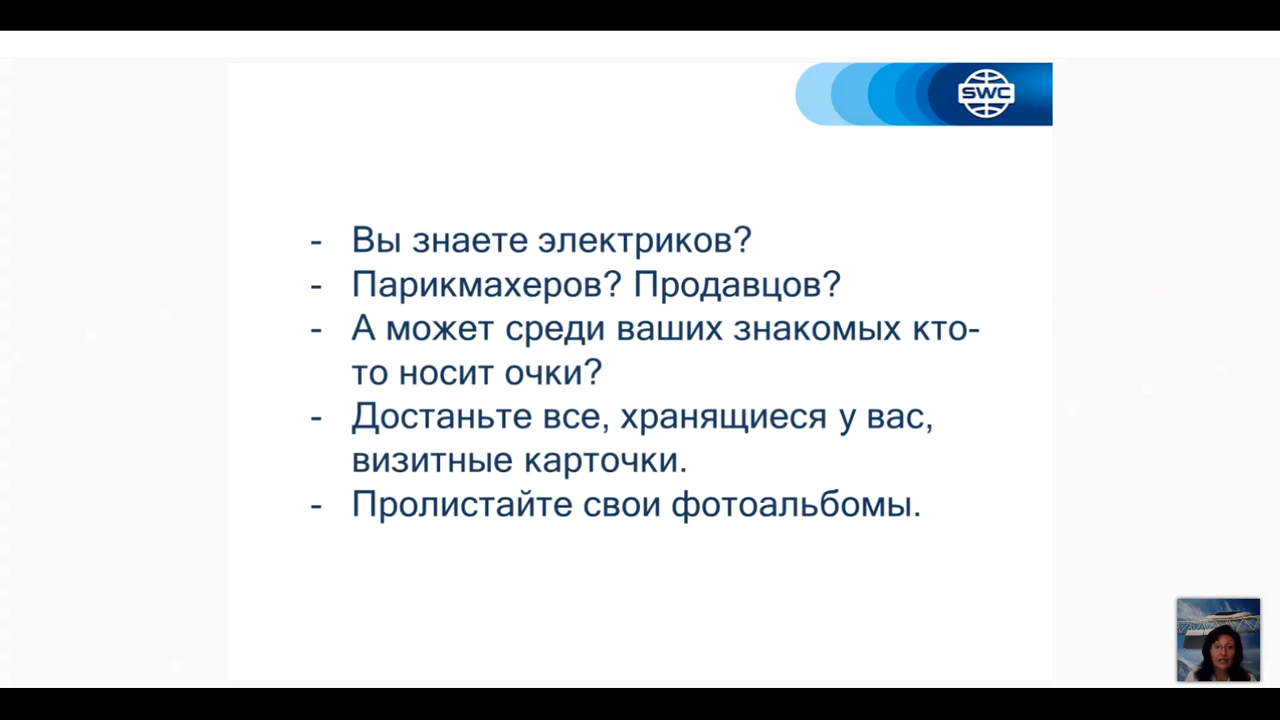 SWC
- Вы знаете электриков?
- Парикмахеров? Продавцов?
- А может среди ваших знакомых кто-
то носит очки?
- Достаньте все, хранящиеся у вас,
визитные карточки.
- Пролистайте свои фотоальбомы.